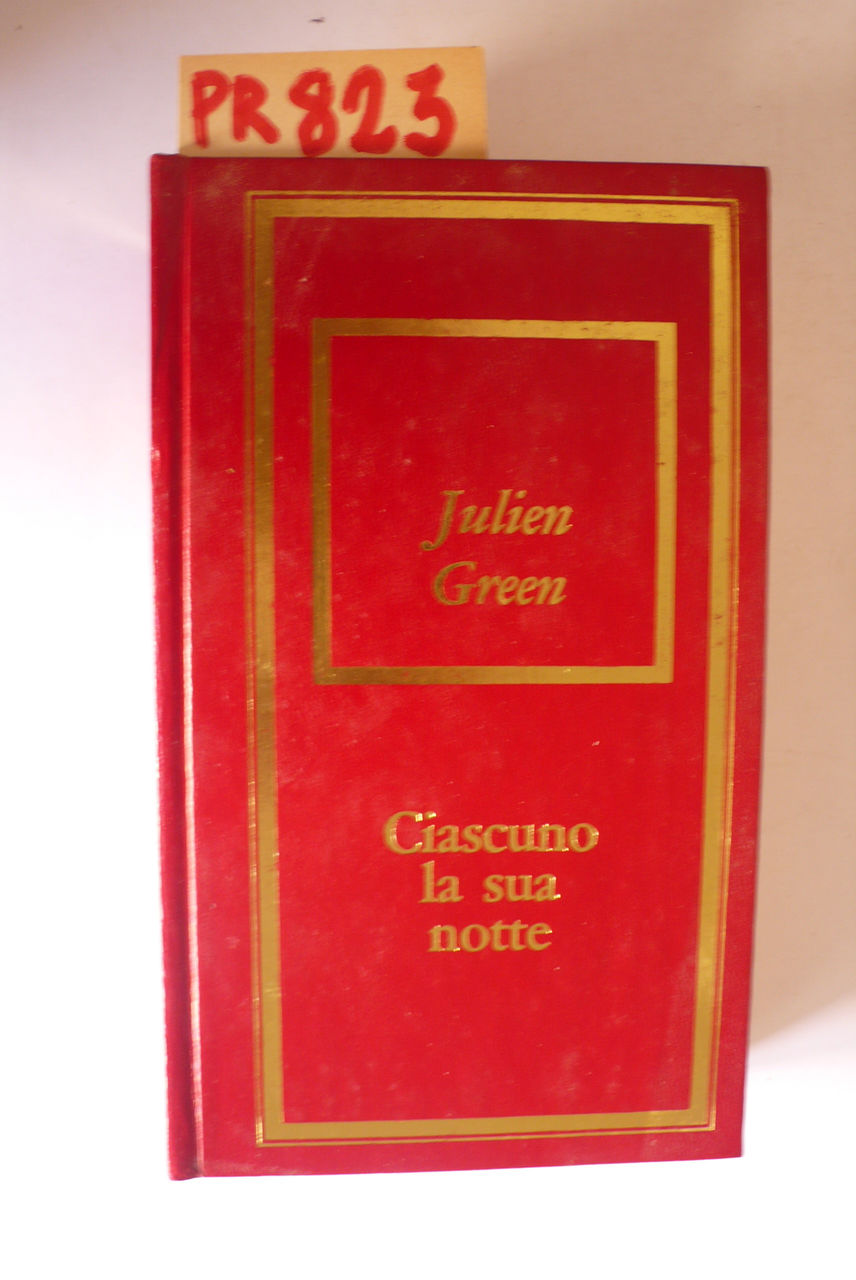 PR823
Julien
Green
Ciascuno
la sua
notte